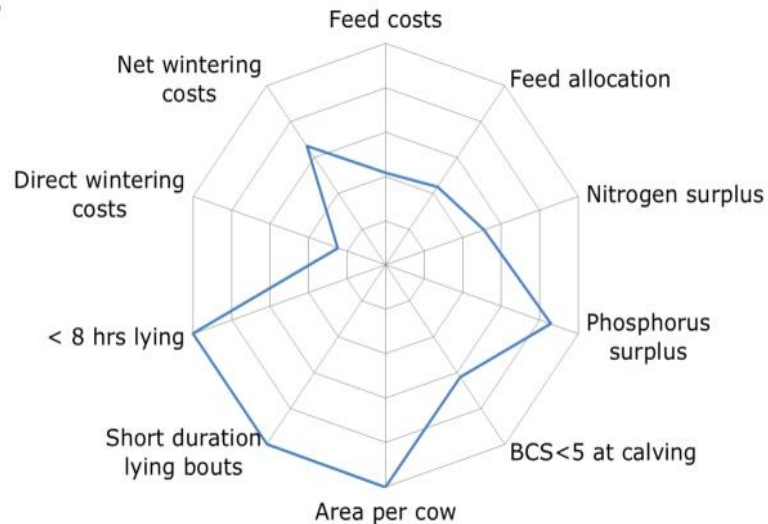 Feed costs
Feed allocation
Nitrogen surplus
Phosphorus
surplus
BCS<5 at calving
Area per cow
Short duration
lying bouts
< 8 hrs lying
Direct wintering
costs
Net wintering
costs